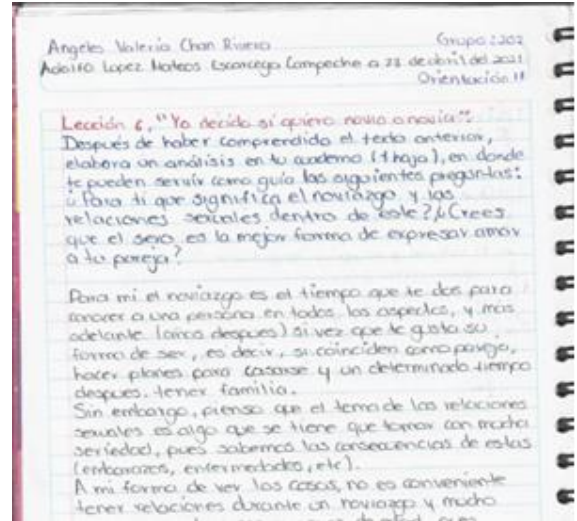 Angeles Valeria Chan Rivero Grupo: 202
Adolfo Lopez Mateos Escarcega Campeche a 23 de abril del 2021
Orientación II
Lección 6, "Yo decido si quiero novio o novia".
Después de haber comprendido el texto anterior,
elabora un análisis en tu cuaderno (1 hoja), en donde
te pueden servir como guía las siguientes preguntas:
¿Para ti que significa el noviazgo y las
relaciones sexuales dentro de este? ¿Crees
que el sexo es la mejor forma de expresar amor
a tu pareja?
Para mi el noviazgo es el tiempo que te das para
conocer a una persona en todos los aspectos, y mas
adelante (años despues) si vez que te gusta su
forma de ser, es decir, si coinciden como pareja,
hacer planes para casarse y un determinado tiempo
despues, tener familia.
Sin embargo, pienso que el tema de las relaciones
sexuales es algo que se tiene que tomar con mucha
seriedad, pues sabemos las consecuencias de estas
(embarazos, enfermedades, etc).
A mi forma de ver las cosas, no es conveniente
tener relaciones durante un noviazgo y mucho